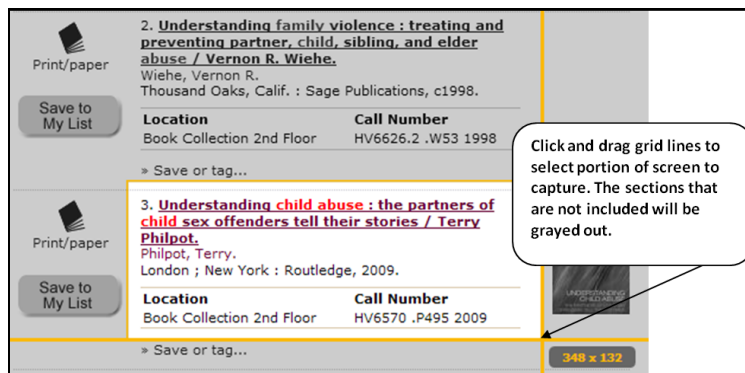 2. Understanding family violence : treating and
preventing partner, child, sibling, and elder
abuse / Vernon R. Wiehe.
Wiehe, Vernon R.
Thousand Oaks, Calif. : Sage Publications, c1998.
Print/paper
Save to
My List
Location Call Number
Book Collection 2nd Floor HV6626.2 .W53 1998
» Save or tag...
3. Understanding child abuse : the partners of
child sex offenders tell their stories / Terry
Philpot.
Philpot, Terry.
London ; New York : Routledge, 2009.
Print/paper
Save to
My List
Location Call Number
Book Collection 2nd Floor HV6570 .P495 2009
» Save or tag...
Click and drag grid lines to
select portion of screen to
capture. The sections that
are not included will be
grayed out.
UNDERSTANDING
CHILD ABUSE
348 x 132